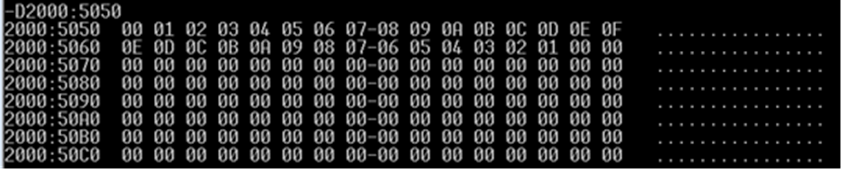 -D2000:5050
2000:5050  00 01 02 03 04 05 06 07-08 09 0A 0B 0C 0D 0E 0F   ................
2000:5060  0E 0D 0C 0B 0A 09 08 07-06 05 04 03 02 01 00 00   ................
2000:5070  00 00 00 00 00 00 00 00-00 00 00 00 00 00 00 00   ................
2000:5080  00 00 00 00 00 00 00 00-00 00 00 00 00 00 00 00   ................
2000:5090  00 00 00 00 00 00 00 00-00 00 00 00 00 00 00 00   ................
2000:50A0  00 00 00 00 00 00 00 00-00 00 00 00 00 00 00 00   ................
2000:50B0  00 00 00 00 00 00 00 00-00 00 00 00 00 00 00 00   ................
2000:50C0  00 00 00 00 00 00 00 00-00 00 00 00 00 00 00 00   ................